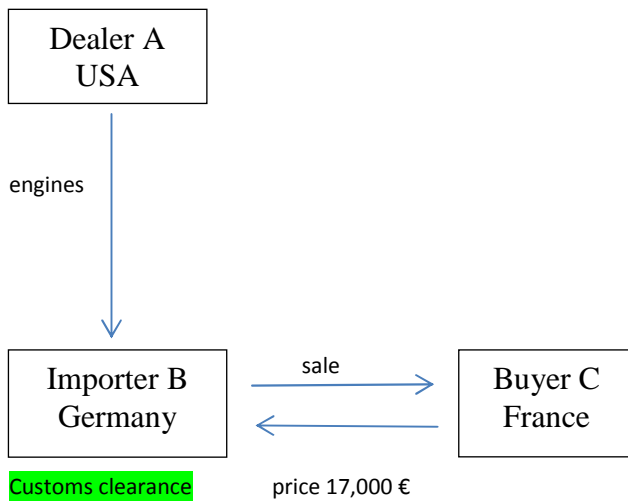 Dealer A
USA
engines
Importer B
Germany
sale
Buyer C
France
Customs clearance
price 17,000 €